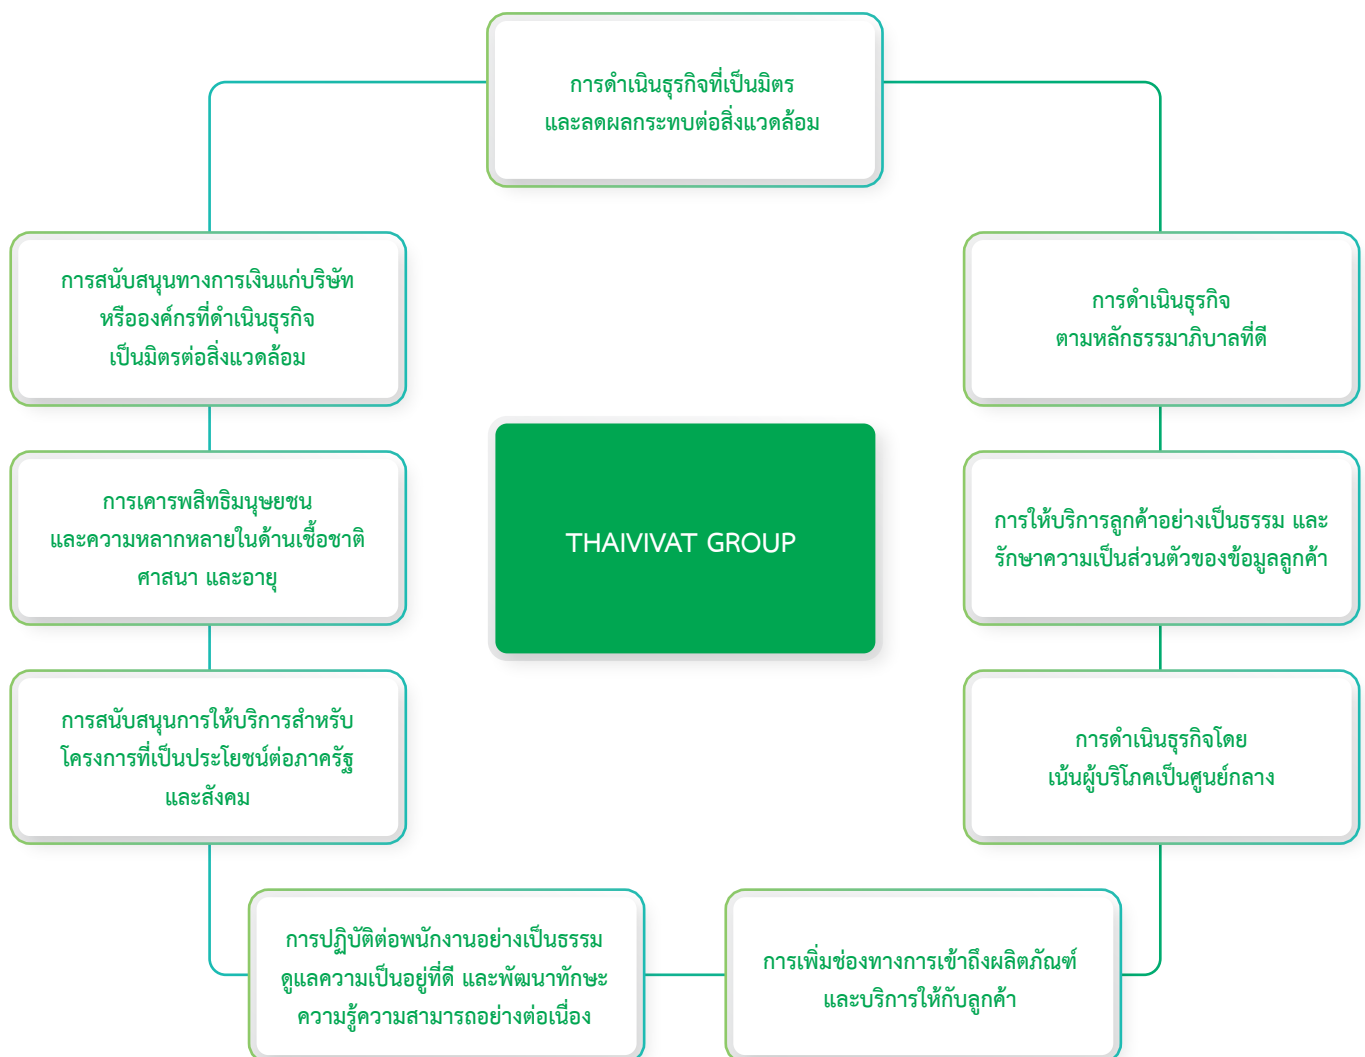 การดำเนินธุรกิจที่เป็นมิตร
และลดผลกระทบต่อสิ่งแวดล้อม
การสนับสนุนทางการเงินแก่บริษัท
หรือองค์กรที่ดำเนินธุรกิจ
เป็นมิตรต่อสิ่งแวดล้อม
การดำเนินธุรกิจ
ตามหลักธรรมาภิบาลที่ดี
การเคารพสิทธิมนุษยชน
และความหลากหลายในด้านเชื้อชาติ
ศาสนา และอายุ
THAIVIVAT GROUP
การให้บริการลูกค้าอย่างเป็นธรรม และ
รักษาความเป็นส่วนตัวของข้อมูลลูกค้า
การสนับสนุนการให้บริการสำหรับ
โครงการที่เป็นประโยชน์ต่อภาครัฐ
และสังคม
การดำเนินธุรกิจโดย
เน้นผู้บริโภคเป็นศูนย์กลาง
การปฏิบัติต่อพนักงานอย่างเป็นธรรม
ดูแลความเป็นอยู่ที่ดี และพัฒนาทักษะ
ความรู้ความสามารถอย่างต่อเนื่อง
การเพิ่มช่องทางการเข้าถึงผลิตภัณฑ์
และบริการให้กับลูกค้า